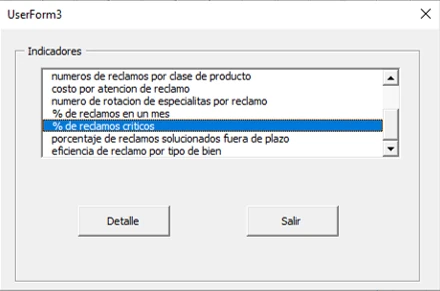 UserForm3
Indicadores
numeros de reclamos por clase de producto
costo por atencion de reclamo
numero de rotacion de especialitas por reclamo
% de reclamos en un mes
% de reclamos criticos
porcentaje de reclamos solucionados fuera de plazo
eficiencia de reclamo por tipo de bien
Detalle
Salir